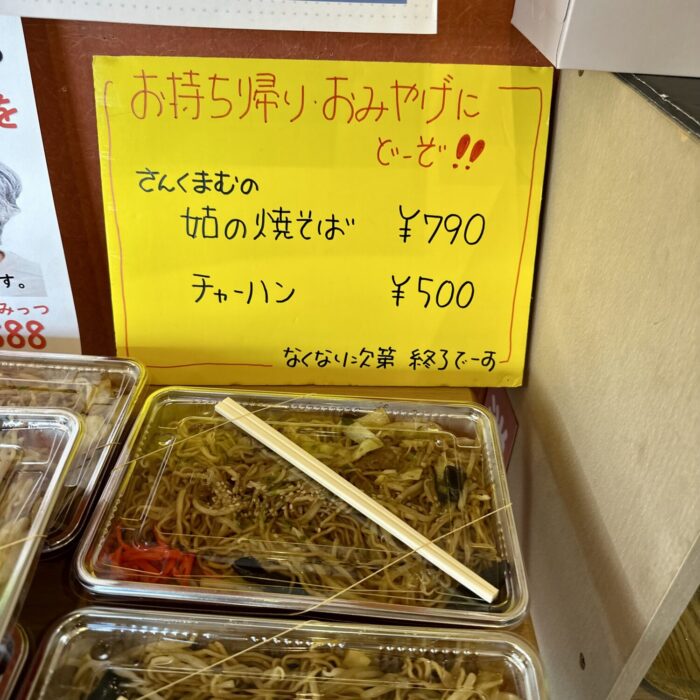 を
す。
みっつ
688
お持ち帰り・おみやげに
どーぞ!!
さんくまむの
姑の焼そば ¥790
チャーハン ¥500
なくなり次第 終了でーす